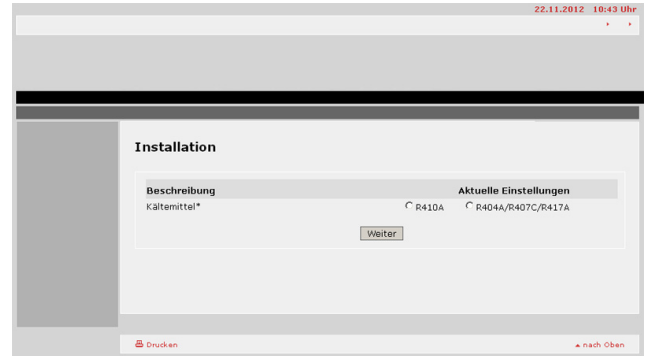 22.11.2012 10:43 Uhr
Installation
Beschreibung Aktuelle Einstellungen
Kältemittel* R410A R404A/R407C/R417A
Weiter
Drucken nach Oben